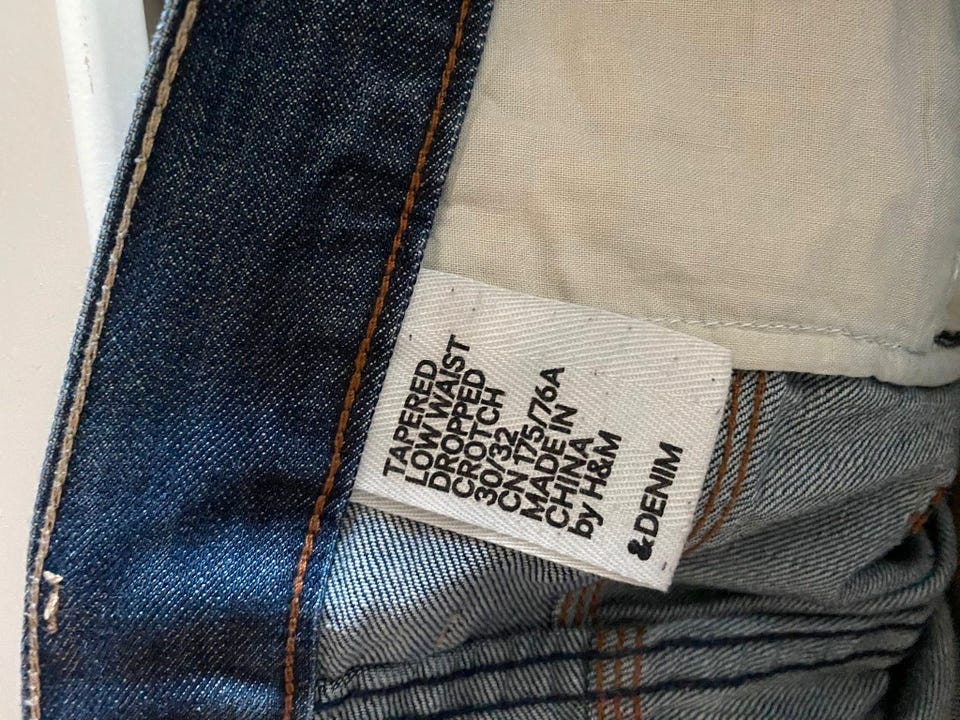 TAPERED
LOW WAIST
DROPPED
CROTCH
30/32
CN 175/76A
MADE IN
CHINA
by H&M
&DENIM